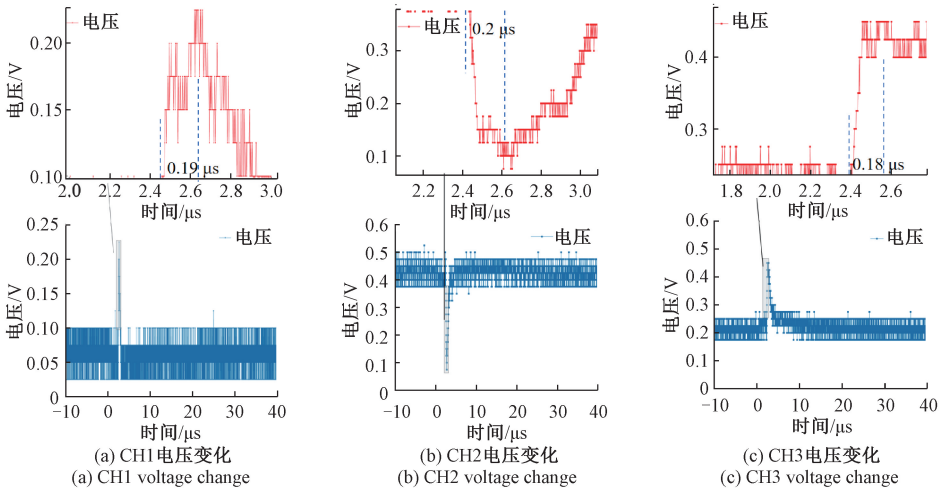 电压
0.20
0.15
0.10
电压/V
0.19 μs
2.0 2.2 2.4 2.6 2.8 3.0
时间/μs
电压
0.25
0.20
0.15
0.10
0.05
0
电压/V
−10 0 10 20 30 40
时间/μs
(a) CH1电压变化
(a) CH1 voltage change
电压
0.3
0.2
0.1
电压/V
0.2 μs
2.2 2.4 2.6 2.8 3.0
时间/μs
电压
0.6
0.5
0.4
0.3
0.2
0.1
0
电压/V
−10 0 10 20 30 40
时间/μs
(b) CH2电压变化
(b) CH2 voltage change
电压
0.4
0.3
电压/V
0.18 μs
1.8 2.0 2.2 2.4 2.6
时间/μs
电压
0.6
0.5
0.4
0.3
0.2
0.1
0
电压/V
−10 0 10 20 30 40
时间/μs
(c) CH3电压变化
(c) CH3 voltage change